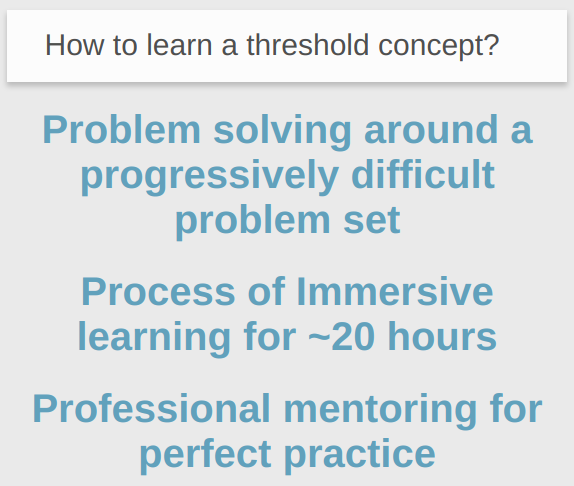 How to learn a threshold concept?
Problem solving around a
progressively difficult
problem set
Process of Immersive
learning for ~20 hours
Professional mentoring for
perfect practice